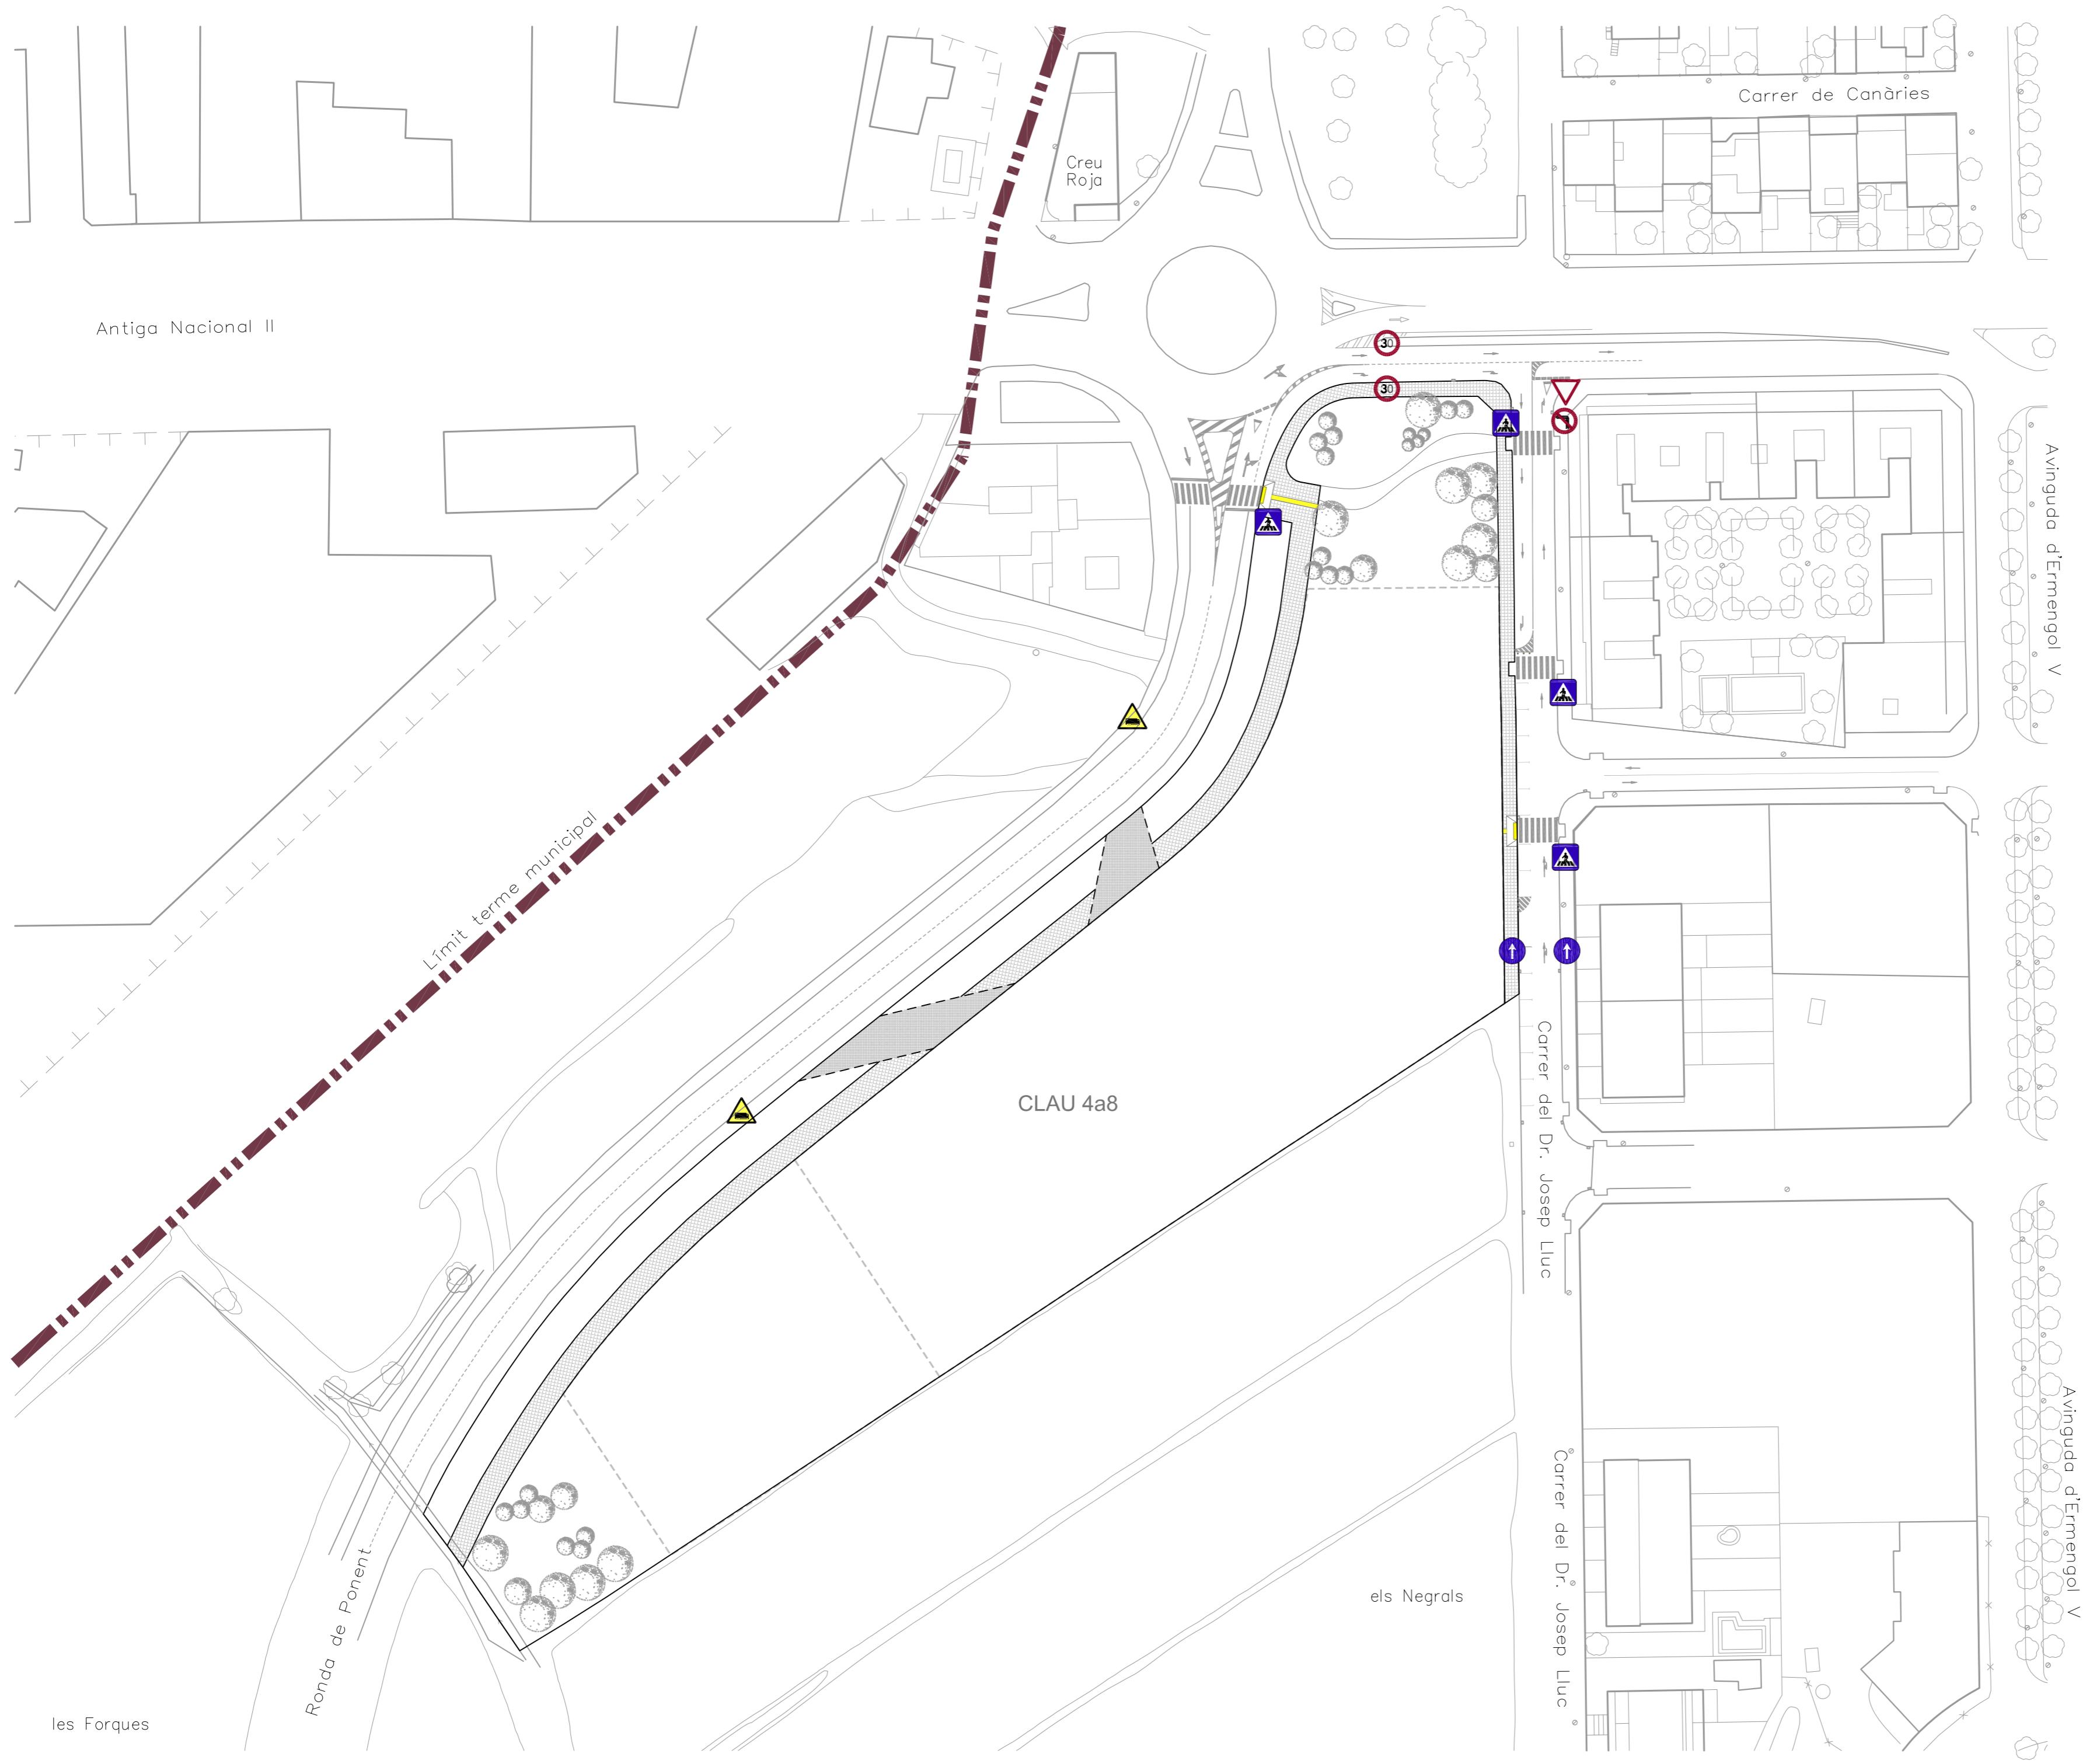 Carrer de Canàries
Creu
Roja
Antiga Nacional II
30
30
Avinguda d'Ermengol V
Límit terme municipal
CLAU 4a8
Carrer del Dr. Josep Lluc
Avinguda d'Ermengol V
Carrer del Dr. Josep Lluc
Ronda de Ponent
els Negrals
les Forques